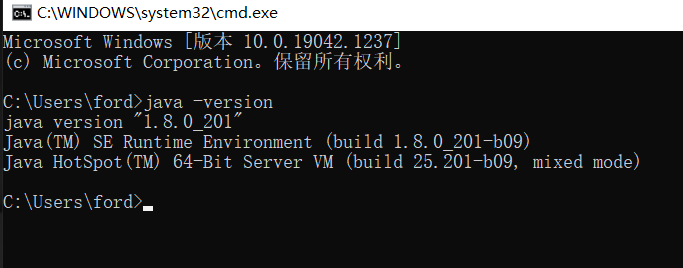 C:\WINDOWS\system32\cmd.exe
Microsoft Windows [版本 10.0.19042.1237]
(c) Microsoft Corporation。保留所有权利。
C:\Users\ford>java -version
java version "1.8.0_201"
Java(TM) SE Runtime Environment (build 1.8.0_201-b09)
Java HotSpot(TM) 64-Bit Server VM (build 25.201-b09, mixed mode)
C:\Users\ford>